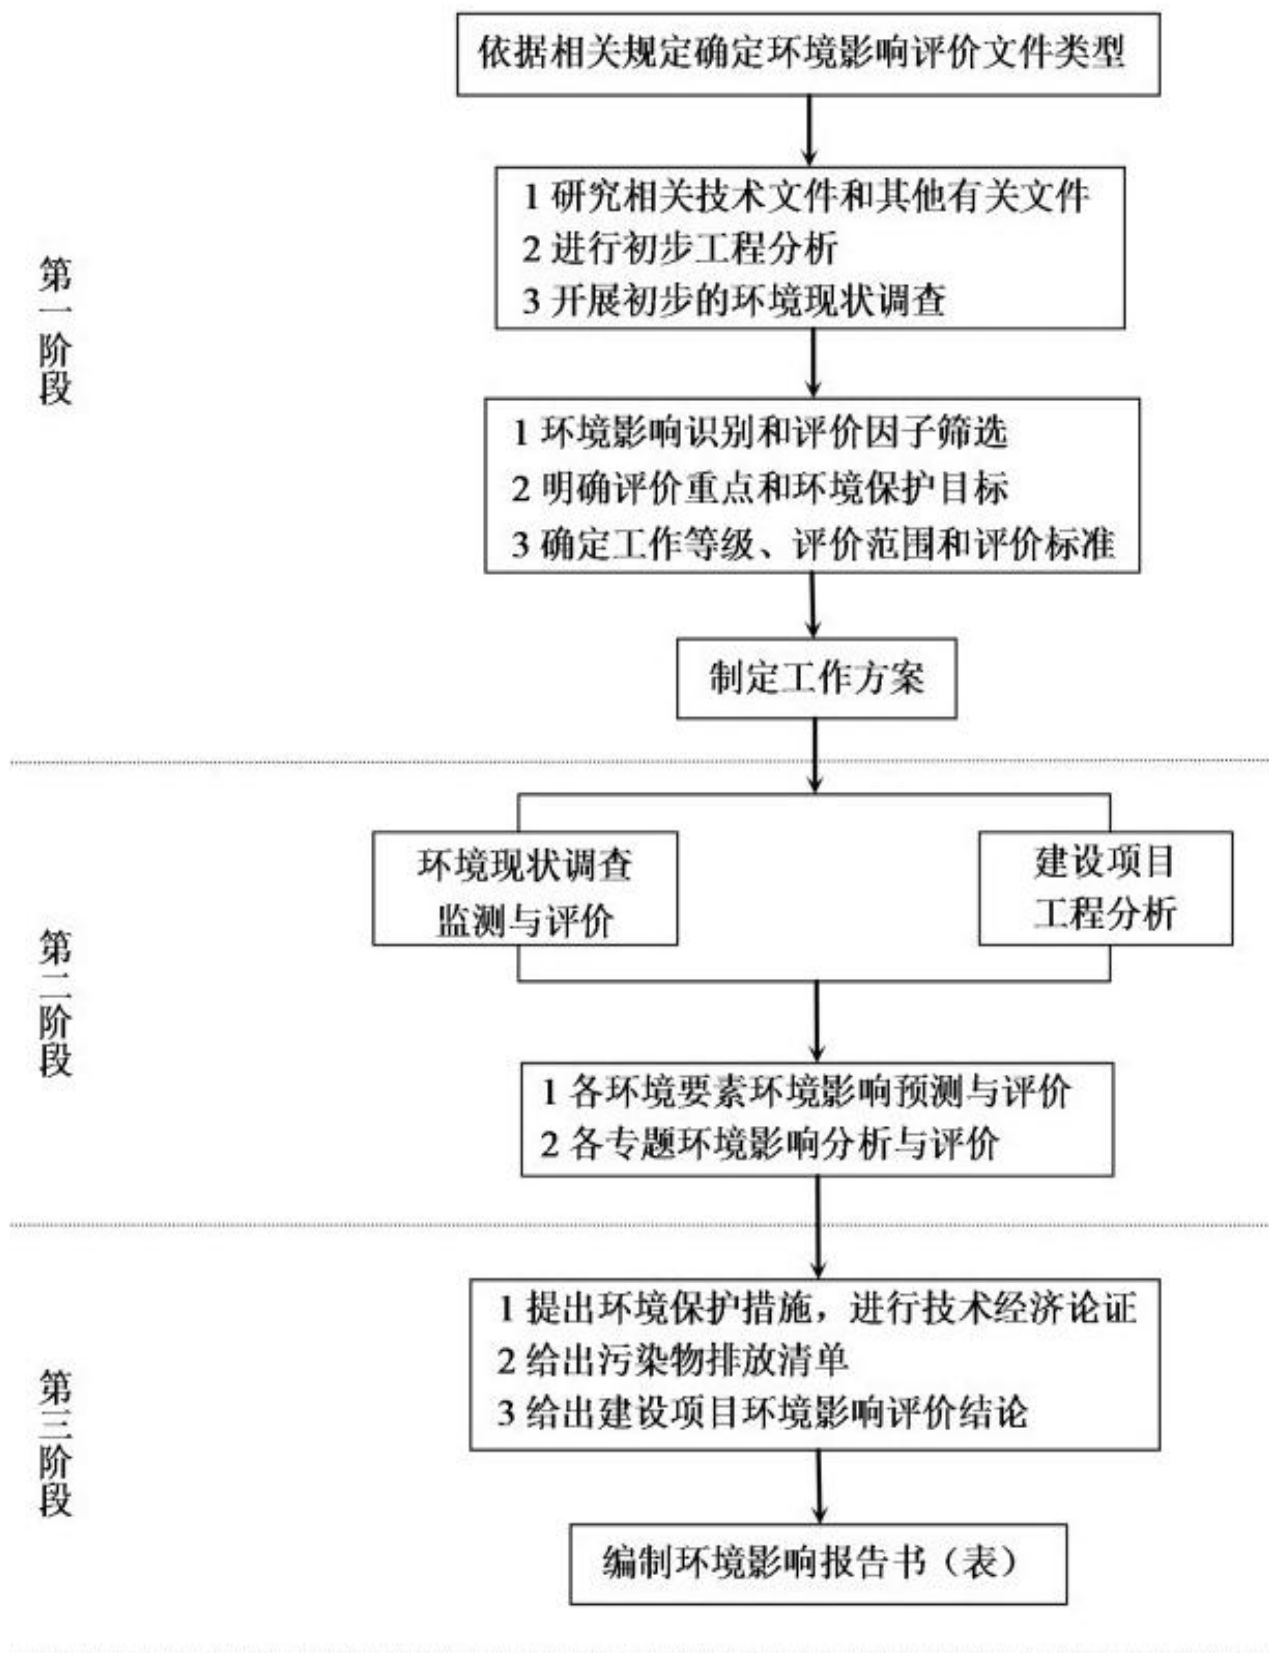 依据相关规定确定环境影响评价文件类型
1 研究相关技术文件和其他有关文件
2 进行初步工程分析
3 开展初步的环境现状调查
第一阶段
1 环境影响识别和评价因子筛选
2 明确评价重点和环境保护目标
3 确定工作等级、评价范围和评价标准
制定工作方案
环境现状调查
监测与评价
建设项目
工程分析
第二阶段
1 各环境要素环境影响预测与评价
2 各专题环境影响分析与评价
1 提出环境保护措施，进行技术经济论证
2 给出污染物排放清单
3 给出建设项目环境影响评价结论
第三阶段
编制环境影响报告书（表）